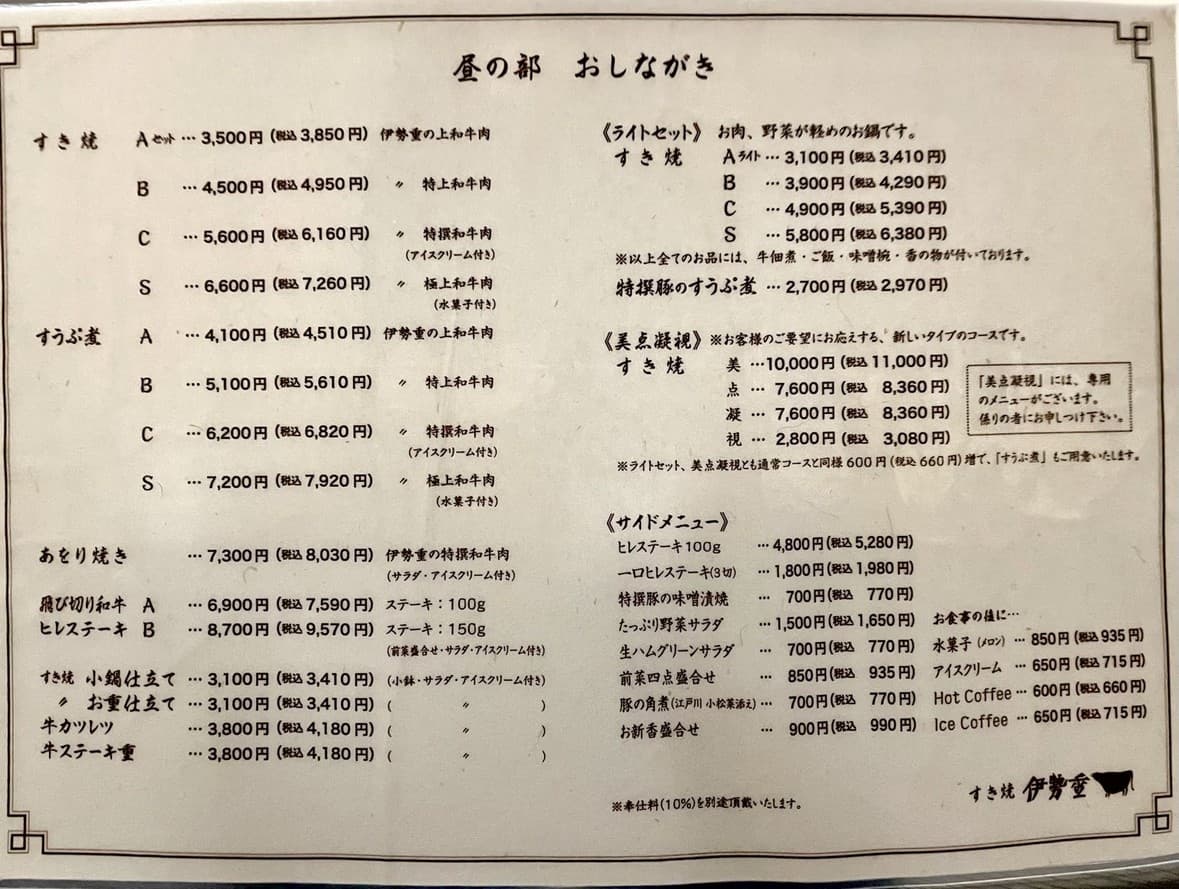 昼の部 おしながき
すき焼 Aセット … 3,500円 (税込 3,850円) 伊勢重の上和牛肉
B … 4,500円 (税込 4,950円) 〃 特上和牛肉
C … 5,600円 (税込 6,160円) 〃 特撰和牛肉
(アイスクリーム付き)
S … 6,600円 (税込 7,260円) 〃 極上和牛肉
(水菓子付き)
すうぷ煮 A … 4,100円 (税込 4,510円) 伊勢重の上和牛肉
B … 5,100円 (税込 5,610円) 〃 特上和牛肉
C … 6,200円 (税込 6,820円) 〃 特撰和牛肉
(アイスクリーム付き)
S … 7,200円 (税込 7,920円) 〃 極上和牛肉
(水菓子付き)
あをり焼き … 7,300円 (税込 8,030円) 伊勢重の特撰和牛肉
(サラダ・アイスクリーム付き)
飛び切り和牛 A … 6,900円 (税込 7,590円) ステーキ:100g
ヒレステーキ B … 8,700円 (税込 9,570円) ステーキ:150g
(前菜盛合せ・サラダ・アイスクリーム付き)
すき焼 小鍋仕立て … 3,100円 (税込 3,410円) (小鉢・サラダ・アイスクリーム付き)
〃 お重仕立て … 3,100円 (税込 3,410円) ( 〃 )
牛カツレツ … 3,800円 (税込 4,180円) ( 〃 )
牛ステーキ重 … 3,800円 (税込 4,180円) ( 〃 )
《ライトセット》 お肉、野菜が軽めのお鍋です。
すき焼 Aライト … 3,100円 (税込 3,410円)
B … 3,900円 (税込 4,290円)
C … 4,900円 (税込 5,390円)
S … 5,800円 (税込 6,380円)
※以上全てのお品には、牛佃煮・ご飯・味噌椀・香の物が付いております。
特撰豚のすうぷ煮 … 2,700円 (税込 2,970円)
《美点凝視》 ※お客様のご要望にお応えする、新しいタイプのコースです。
すき焼 美 …10,000円 (税込 11,000円)
点 … 7,600円 (税込 8,360円)
凝 … 7,600円 (税込 8,360円)
視 … 2,800円 (税込 3,080円)
「美点凝視」には、専用
のメニューがございます。
係りの者にお申しつけ下さい。
※ライトセット、美点凝視とも通常コースと同様600円(税込660円)増で、「すうぷ煮」もご用意いたします。
《サイドメニュー》
ヒレステーキ100g … 4,800円(税込 5,280円)
一口ヒレステーキ(3切) … 1,800円(税込 1,980円)
特撰豚の味噌漬焼 … 700円(税込 770円)
たっぷり野菜サラダ … 1,500円(税込 1,650円)
生ハムグリーンサラダ … 700円(税込 770円)
前菜四点盛合せ … 850円(税込 935円)
豚の角煮(江戸川 小松菜添え) … 700円(税込 770円)
お新香盛合せ … 900円(税込 990円)
お食事の後に…
水菓子(メロン) … 850円(税込 935円)
アイスクリーム … 650円(税込 715円)
Hot Coffee … 600円(税込 660円)
Ice Coffee … 650円(税込 715円)
※奉仕料(10%)を別途頂戴いたします。
すき焼 伊勢重